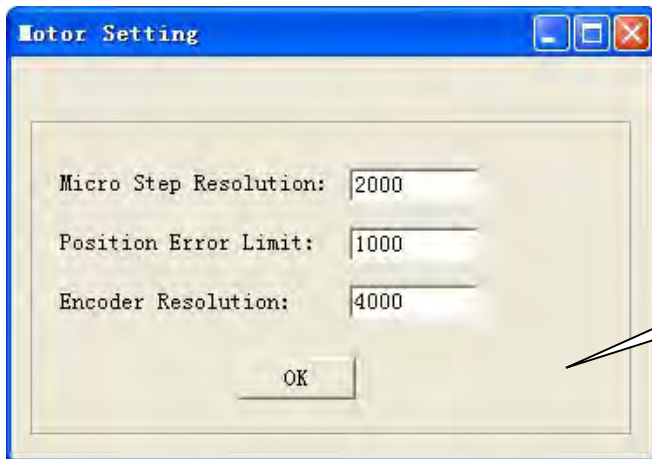 Motor Setting
Micro Step Resolution: 2000
Position Error Limit: 1000
Encoder Resolution: 4000
OK